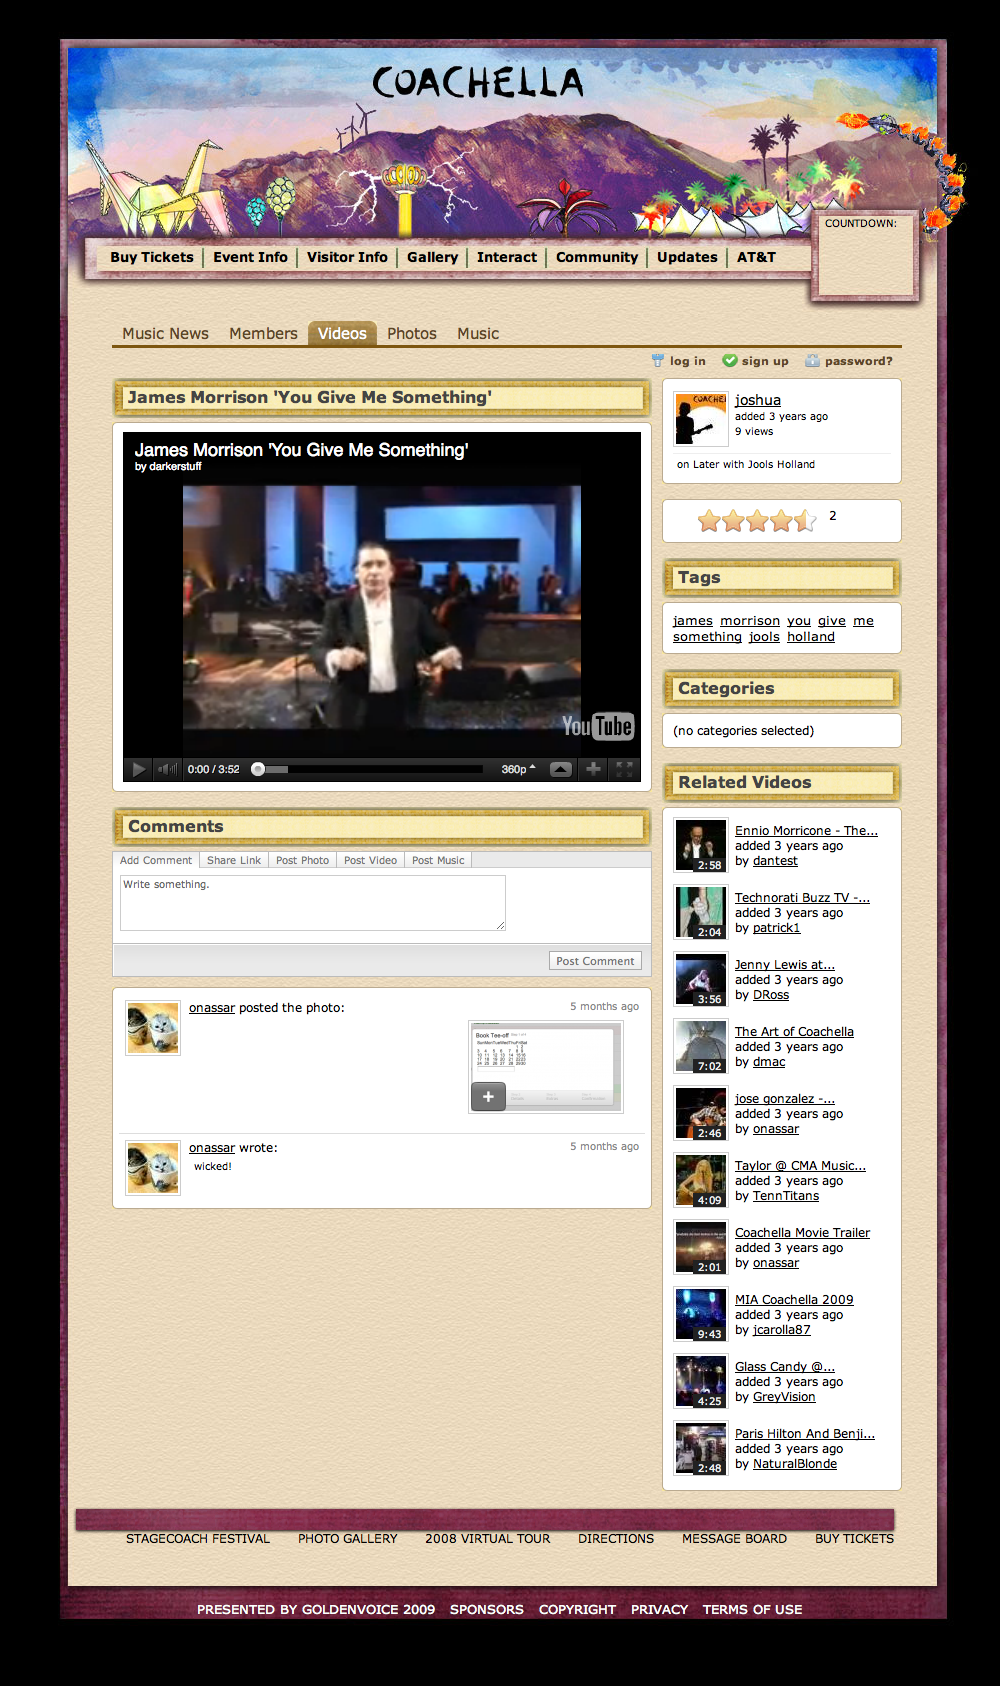 COACHELLA
COUNTDOWN:
Buy Tickets Event Info Visitor Info Gallery Interact Community Updates AT&T
Music News Members Videos Photos Music
log in sign up password?
James Morrison 'You Give Me Something'
James Morrison 'You Give Me Something'
by darkerstuff
YouTube
0:00 / 3:52 360p
COACHEL
joshua
added 3 years ago
9 views
on Later with Jools Holland
2
Tags
james morrison you give me
something jools holland
Categories
(no categories selected)
Related Videos
2:58
Ennio Morricone - The...
added 3 years ago
by dantest
2:04
Technorati Buzz TV -...
added 3 years ago
by patrick1
3:56
Jenny Lewis at...
added 3 years ago
by DRoss
7:02
The Art of Coachella
added 3 years ago
by dmac
2:46
jose gonzalez -...
added 3 years ago
by onassar
4:09
Taylor @ CMA Music...
added 3 years ago
by TennTitans
2:01
Coachella Movie Trailer
added 3 years ago
by onassar
9:43
MIA Coachella 2009
added 3 years ago
by jcarolla87
4:25
Glass Candy @...
added 3 years ago
by GreyVision
2:48
Paris Hilton And Benji...
added 3 years ago
by NaturalBlonde
Comments
Add Comment Share Link Post Photo Post Video Post Music
Write something.
Post Comment
onassar posted the photo: 5 months ago
Book Tee-off
onassar wrote: 5 months ago
wicked!
STAGECOACH FESTIVAL PHOTO GALLERY 2008 VIRTUAL TOUR DIRECTIONS MESSAGE BOARD BUY TICKETS
PRESENTED BY GOLDENVOICE 2009 SPONSORS COPYRIGHT PRIVACY TERMS OF USE